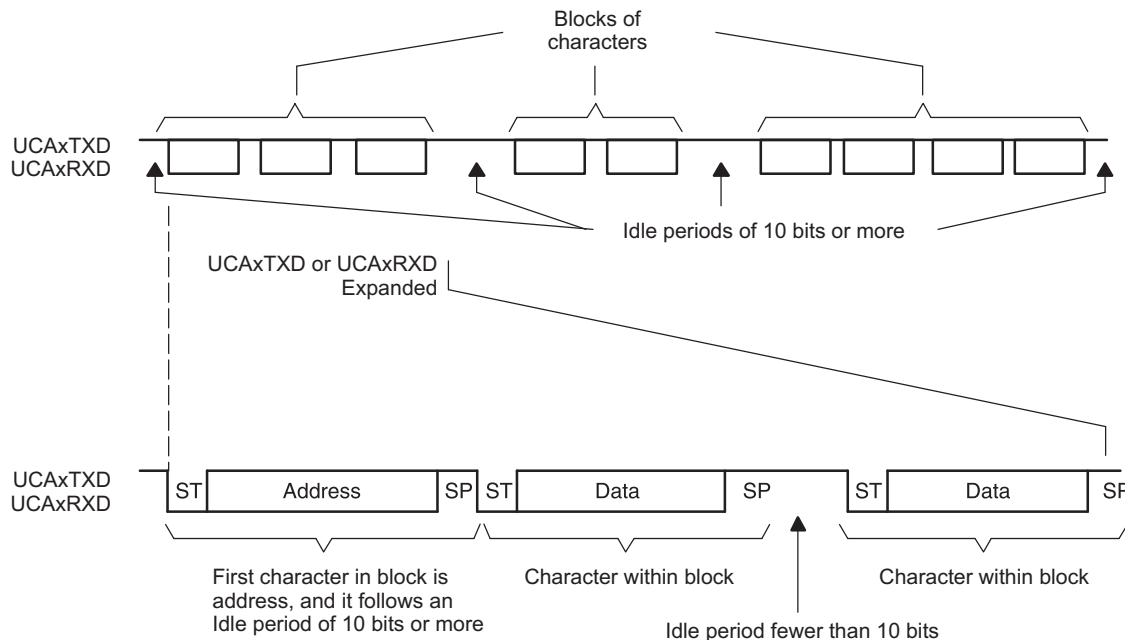 Blocks of
characters
UCAxTXD
UCAxRXD
Idle periods of 10 bits or more
UCAxTXD or UCAxRXD
Expanded
UCAxTXD
UCAxRXD
ST Address SP ST Data SP ST Data SP
First character in block is
address, and it follows an
Idle period of 10 bits or more
Character within block
Character within block
Idle period fewer than 10 bits